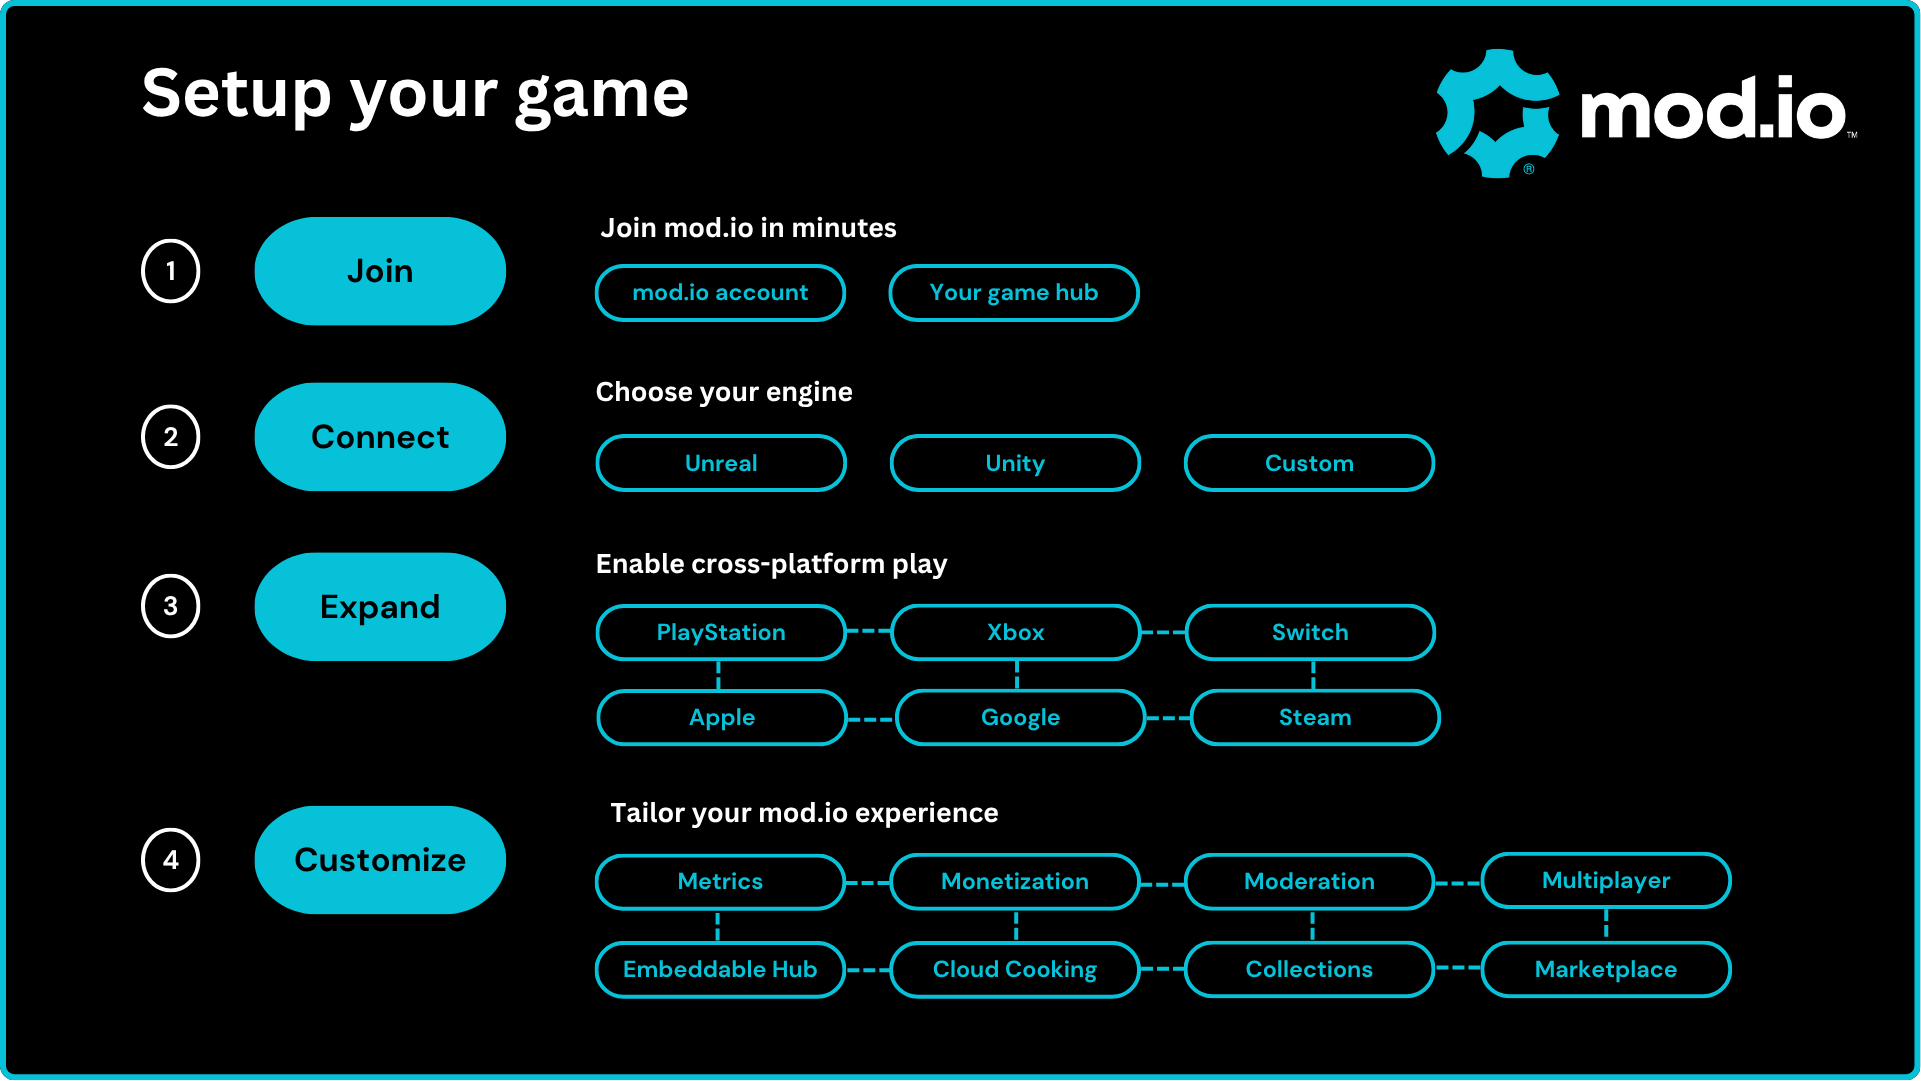 Setup your game
mod.io™
®
1
Join
Join mod.io in minutes
mod.io account
Your game hub
2
Connect
Choose your engine
Unreal
Unity
Custom
3
Expand
Enable cross-platform play
PlayStation
Xbox
Switch
Apple
Google
Steam
4
Customize
Tailor your mod.io experience
Metrics
Monetization
Moderation
Multiplayer
Embeddable Hub
Cloud Cooking
Collections
Marketplace